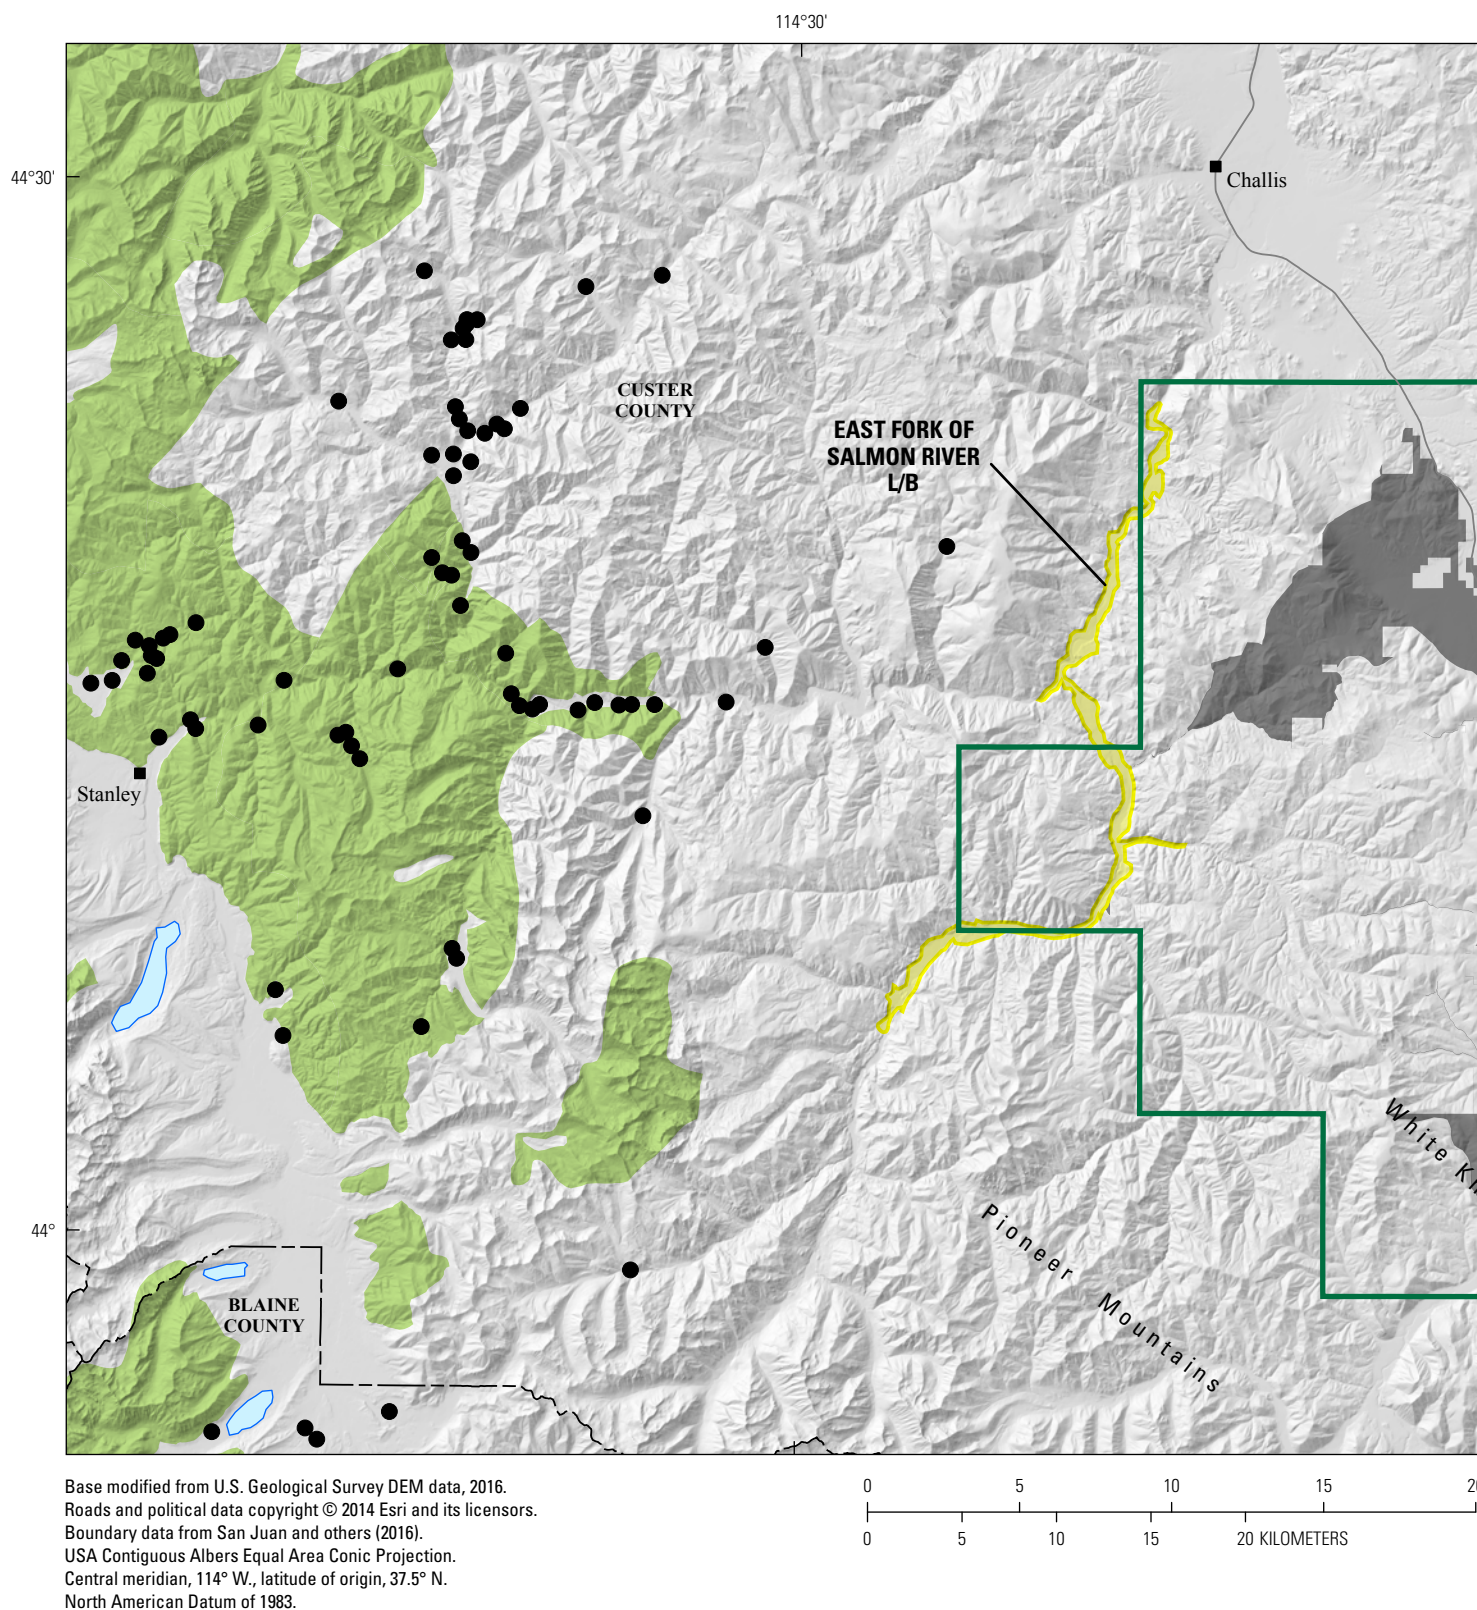 114°30'
44°30'
Challis
CUSTER
COUNTY
EAST FORK OF
SALMON RIVER
L/B
Stanley
White Kn
44°
Pioneer
Mountains
BLAINE
COUNTY
Base modified from U.S. Geological Survey DEM data, 2016.
Roads and political data copyright © 2014 Esri and its licensors.
Boundary data from San Juan and others (2016).
USA Contiguous Albers Equal Area Conic Projection.
Central meridian, 114° W., latitude of origin, 37.5° N.
North American Datum of 1983.
0 5 10 15
0 5 10 15 20 KILOMETERS